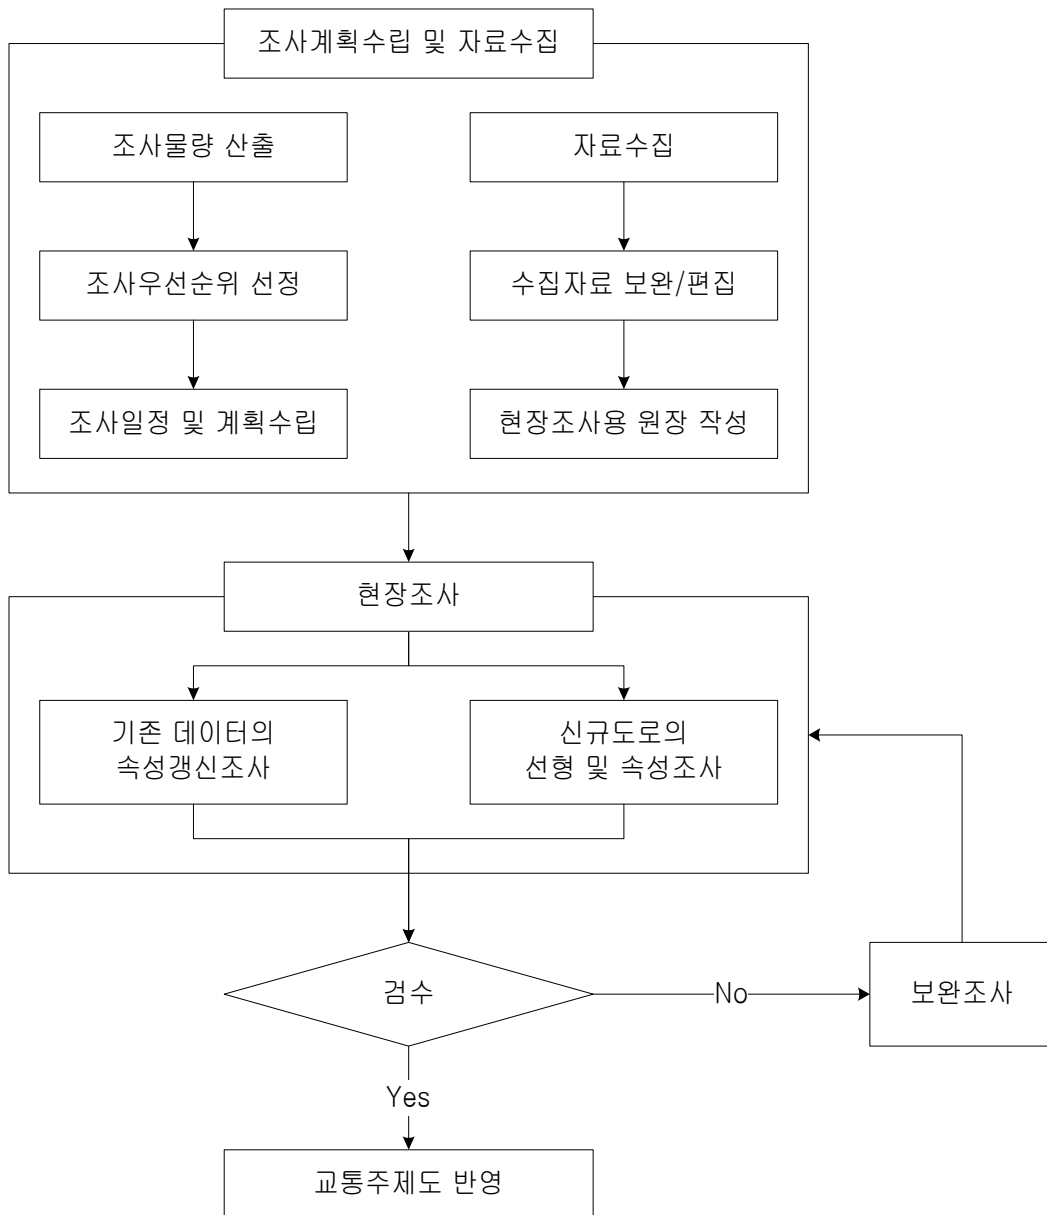 조사계획수립 및 자료수집
조사물량 산출
자료수집
조사우선순위 선정
수집자료 보완/편집
조사일정 및 계획수립
현장조사용 원장 작성
현장조사
기존 데이터의
속성갱신조사
신규도로의
선형 및 속성조사
검수
No
보완조사
Yes
교통주제도 반영